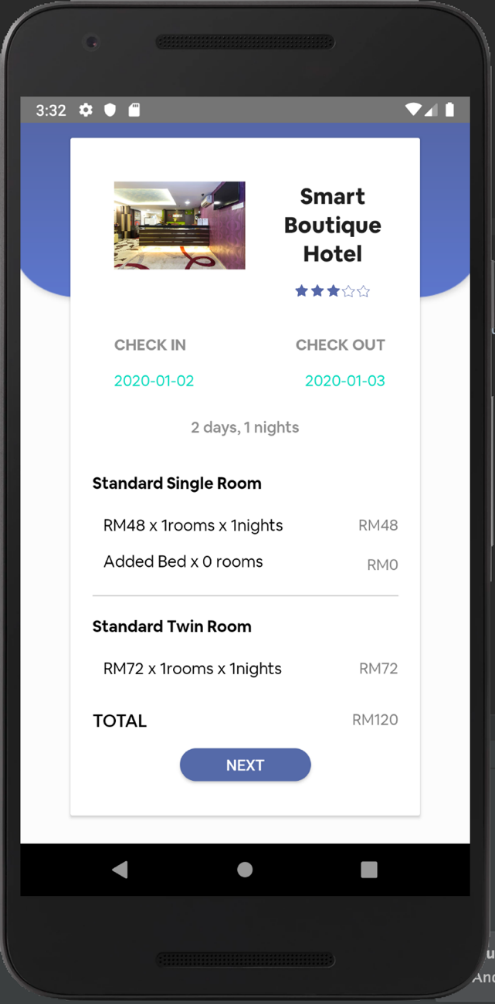 3:32
Smart
Boutique
Hotel
CHECK IN CHECK OUT
2020-01-02 2020-01-03
2 days, 1 nights
Standard Single Room
RM48 x 1rooms x 1nights RM48
Added Bed x 0 rooms RM0
Standard Twin Room
RM72 x 1rooms x 1nights RM72
TOTAL RM120
NEXT